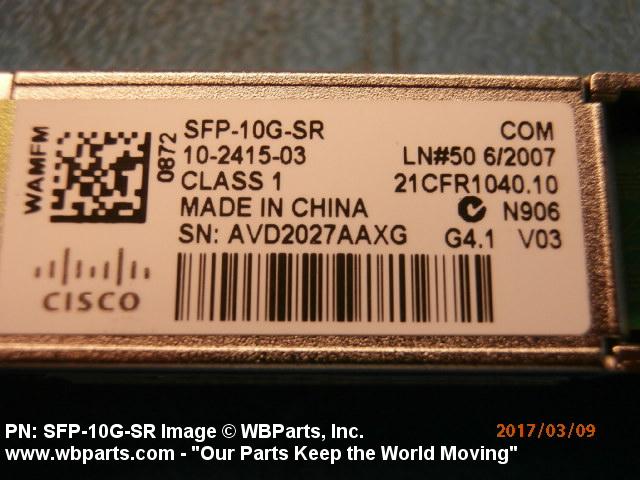 WAMFM
0872
SFP-10G-SR
10-2415-03
CLASS 1
MADE IN CHINA
SN: AVD2027AAXG
COM
LN#50 6/2007
21CFR1040.10
N906
G4.1 V03
CISCO
PN: SFP-10G-SR Image © WBParts, Inc.
2017/03/09
www.wbparts.com - "Our Parts Keep the World Moving"